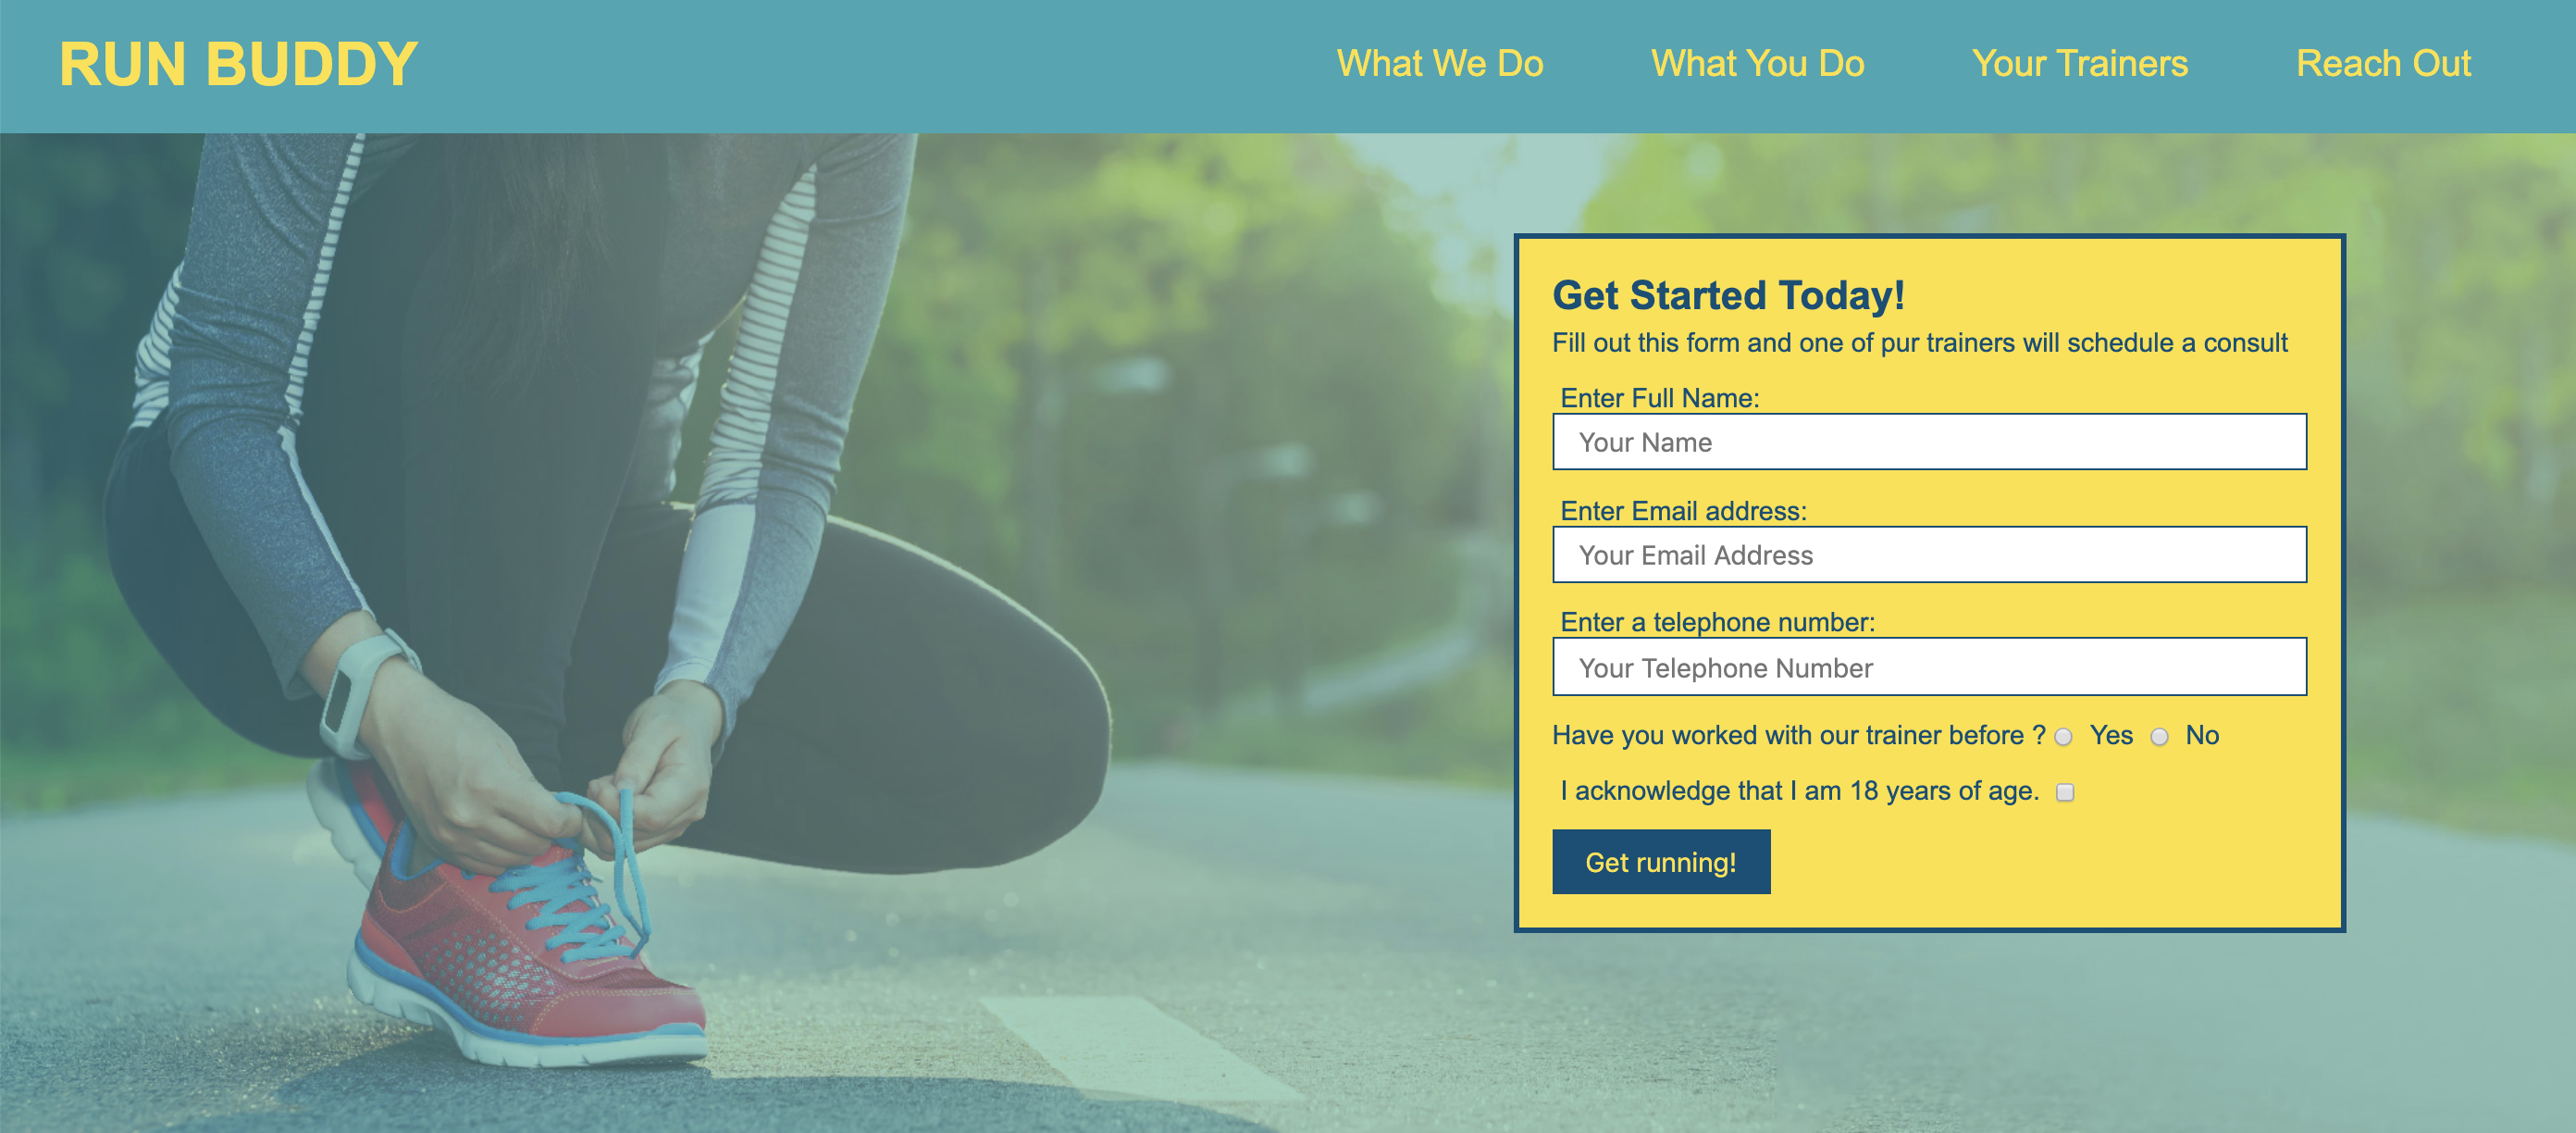 RUN BUDDY
What We Do
What You Do
Your Trainers
Reach Out
Get Started Today!
Fill out this form and one of pur trainers will schedule a consult
Enter Full Name:
Your Name
Enter Email address:
Your Email Address
Enter a telephone number:
Your Telephone Number
Have you worked with our trainer before ? Yes No
I acknowledge that I am 18 years of age.
Get running!